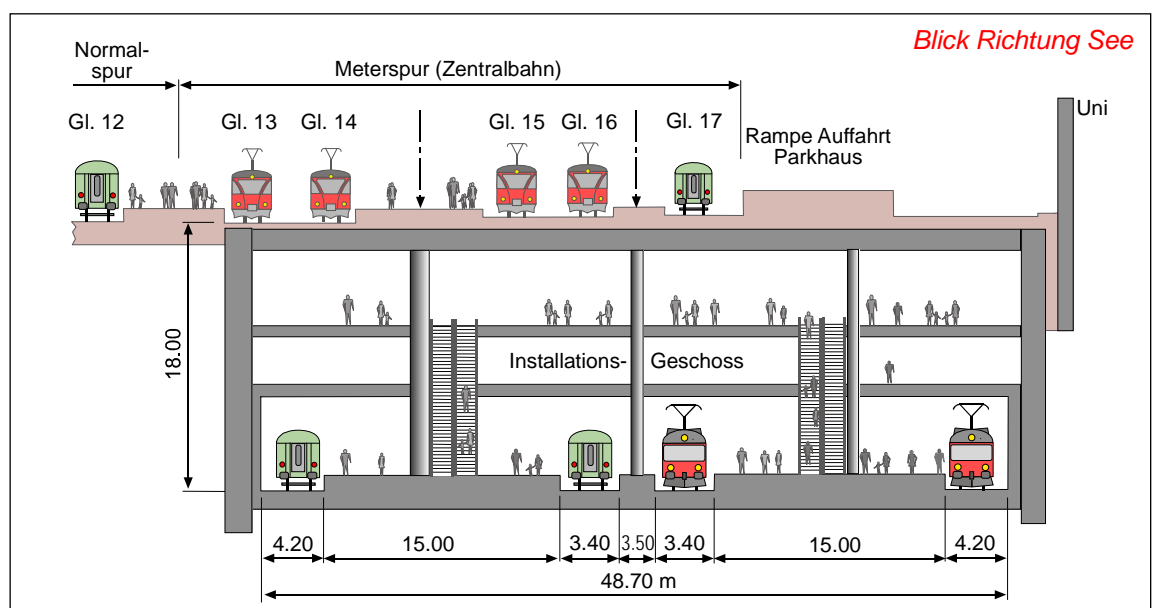 Blick Richtung See
Normal-
spur
Meterspur (Zentralbahn)
Gl. 12
Gl. 13
Gl. 14
Gl. 15
Gl. 16
Gl. 17
Rampe Auffahrt
Parkhaus
Uni
18.00
Installations- Geschoss
4.20
15.00
3.40
3.50
3.40
15.00
4.20
48.70 m